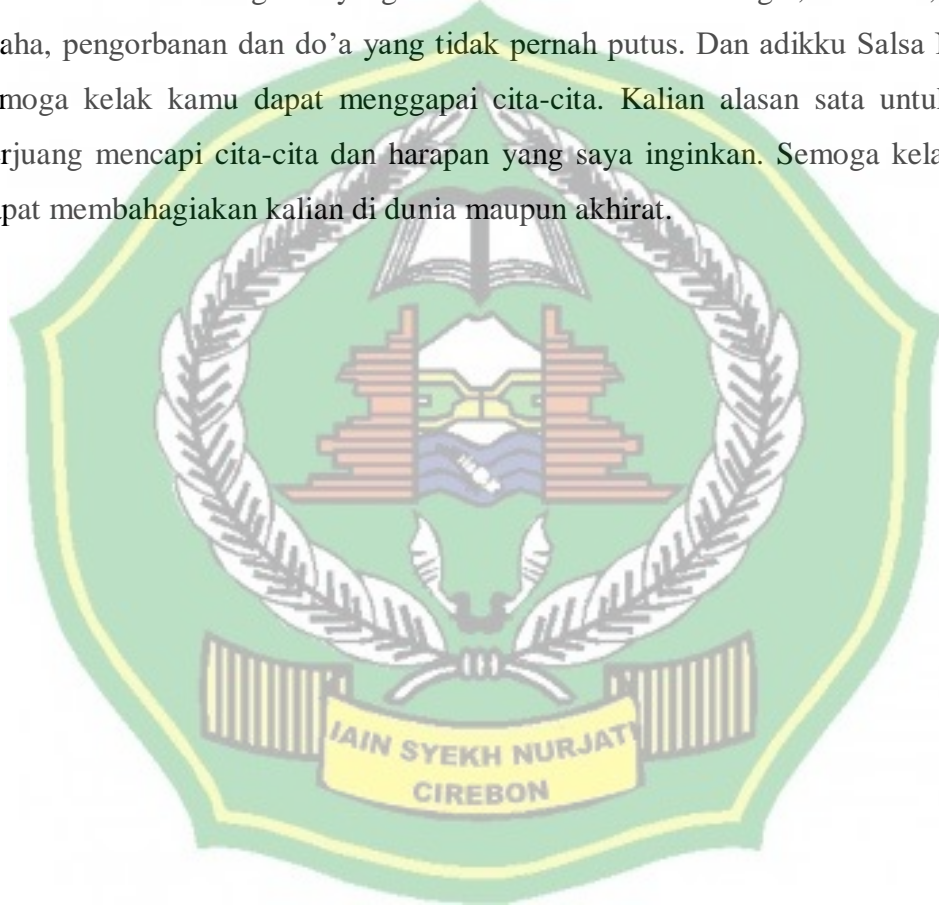 aha, pengorbanan dan do’a yang tidak pernah putus. Dan adikku Salsa
moga kelak kamu dapat menggapai cita-cita. Kalian alasan sata untu
rjuang mencapi cita-cita dan harapan yang saya inginkan. Semoga kela
pat membahagiakan kalian di dunia maupun akhirat.
IAIN SYEKH NURJATI
CIREBON